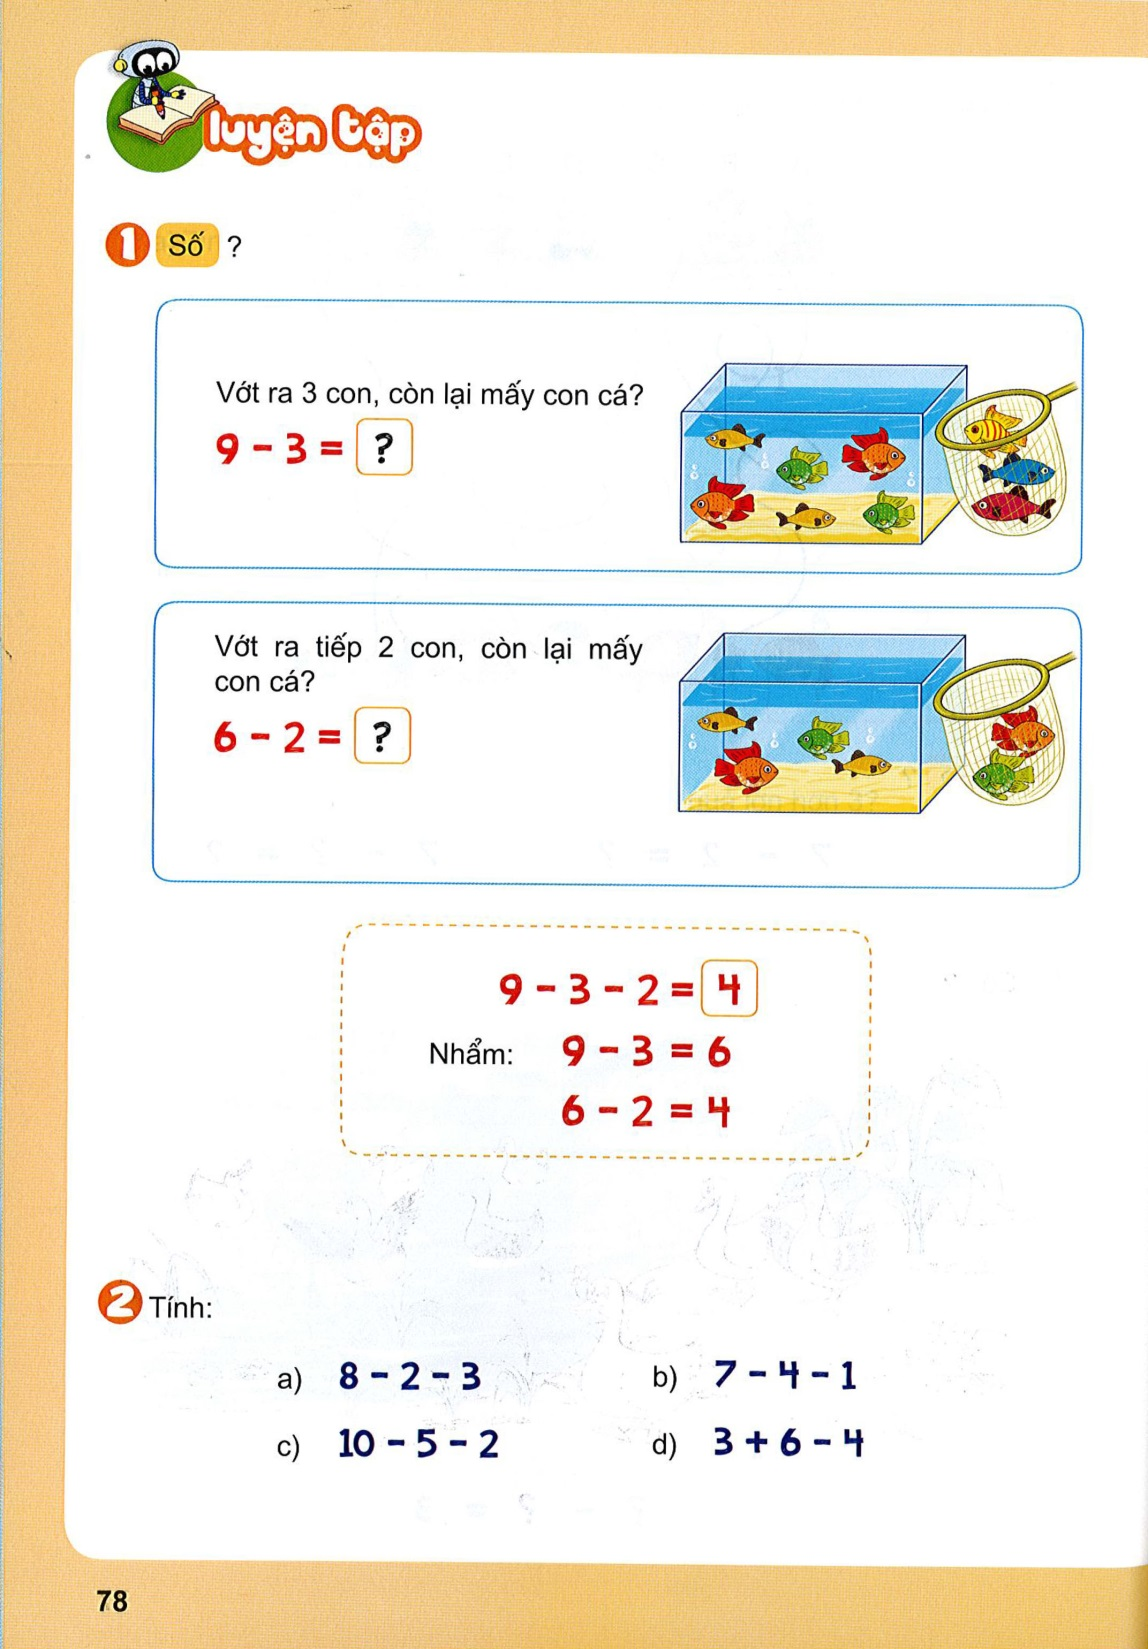 luyện tập
1 Số ?
Vớt ra 3 con, còn lại mấy con cá?
9 - 3 = ?
Vớt ra tiếp 2 con, còn lại mấy
con cá?
6 - 2 = ?
9 - 3 - 2 = 4
Nhẩm: 9 - 3 = 6
6 - 2 = 4
2 Tính:
a) 8 - 2 - 3 b) 7 - 4 - 1
c) 10 - 5 - 2 d) 3 + 6 - 4
78